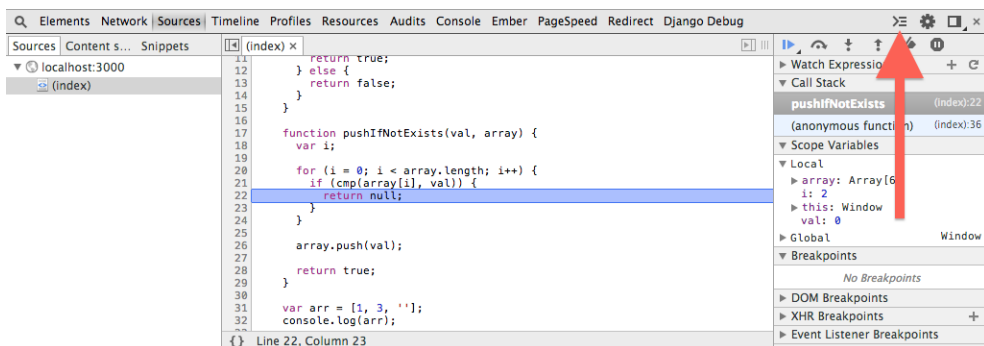 Elements Network Sources Timeline Profiles Resources Audits Console Ember PageSpeed Redirect Django Debug
Sources Content s... Snippets
(index) ×
localhost:3000
(index)
11 return true;
12 } else {
13 return false;
14 }
15 }
16
17 function pushIfNotExists(val, array) {
18 var i;
19
20 for (i = 0; i < array.length; i++) {
21 if (cmp(array[i], val)) {
22 return null;
23 }
24 }
25
26 array.push(val);
27
28 return true;
29 }
30
31 var arr = [1, 3, ''];
32 console.log(arr);
{} Line 22, Column 23
Watch Expressio
Call Stack
pushIfNotExists (index):22
(anonymous function) (index):36
Scope Variables
Local
array: Array[6
i: 2
this: Window
val: 0
Global Window
Breakpoints
No Breakpoints
DOM Breakpoints
XHR Breakpoints
Event Listener Breakpoints